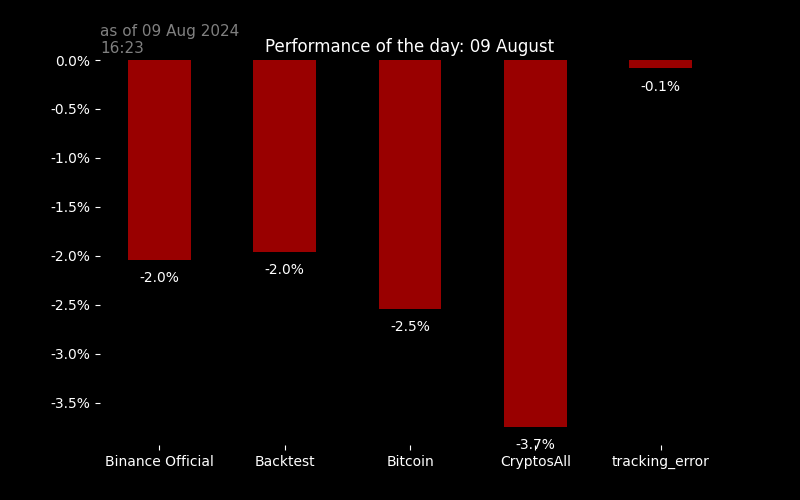 as of 09 Aug 2024
16:23
Performance of the day: 09 August
0.0%
-0.5%
-1.0%
-1.5%
-2.0%
-2.5%
-3.0%
-3.5%
-2.0%
-2.0%
-2.5%
-3.7%
-0.1%
Binance Official
Backtest
Bitcoin
CryptosAll
tracking_error